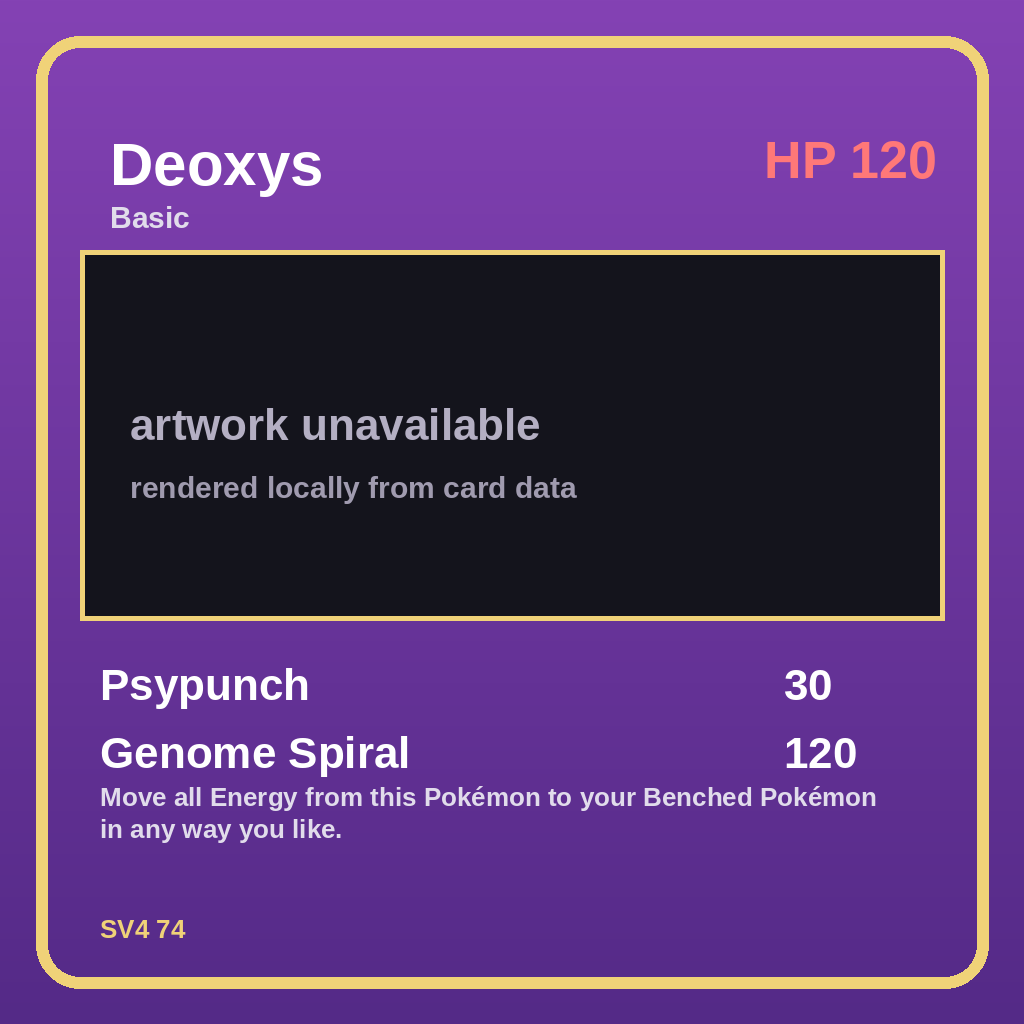 Deoxys
HP 120
Basic
artwork unavailable
rendered locally from card data
Psypunch 30
Genome Spiral 120
Move all Energy from this Pokémon to your Benched Pokémon
in any way you like.
SV4 74